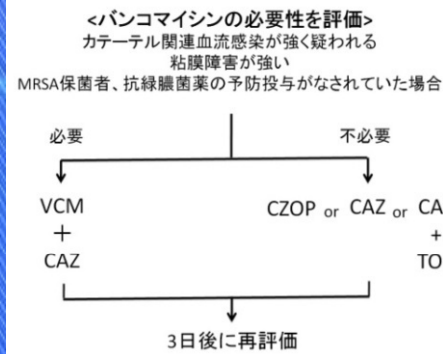 <バンコマイシンの必要性を評価>
カテーテル関連血流感染が強く疑われる
粘膜障害が強い
MRSA保菌者、抗緑膿菌薬の予防投与がなされていた場合
必要
不必要
VCM
+
CAZ
CZOP or CAZ or CA
+
TO
3日後に再評価